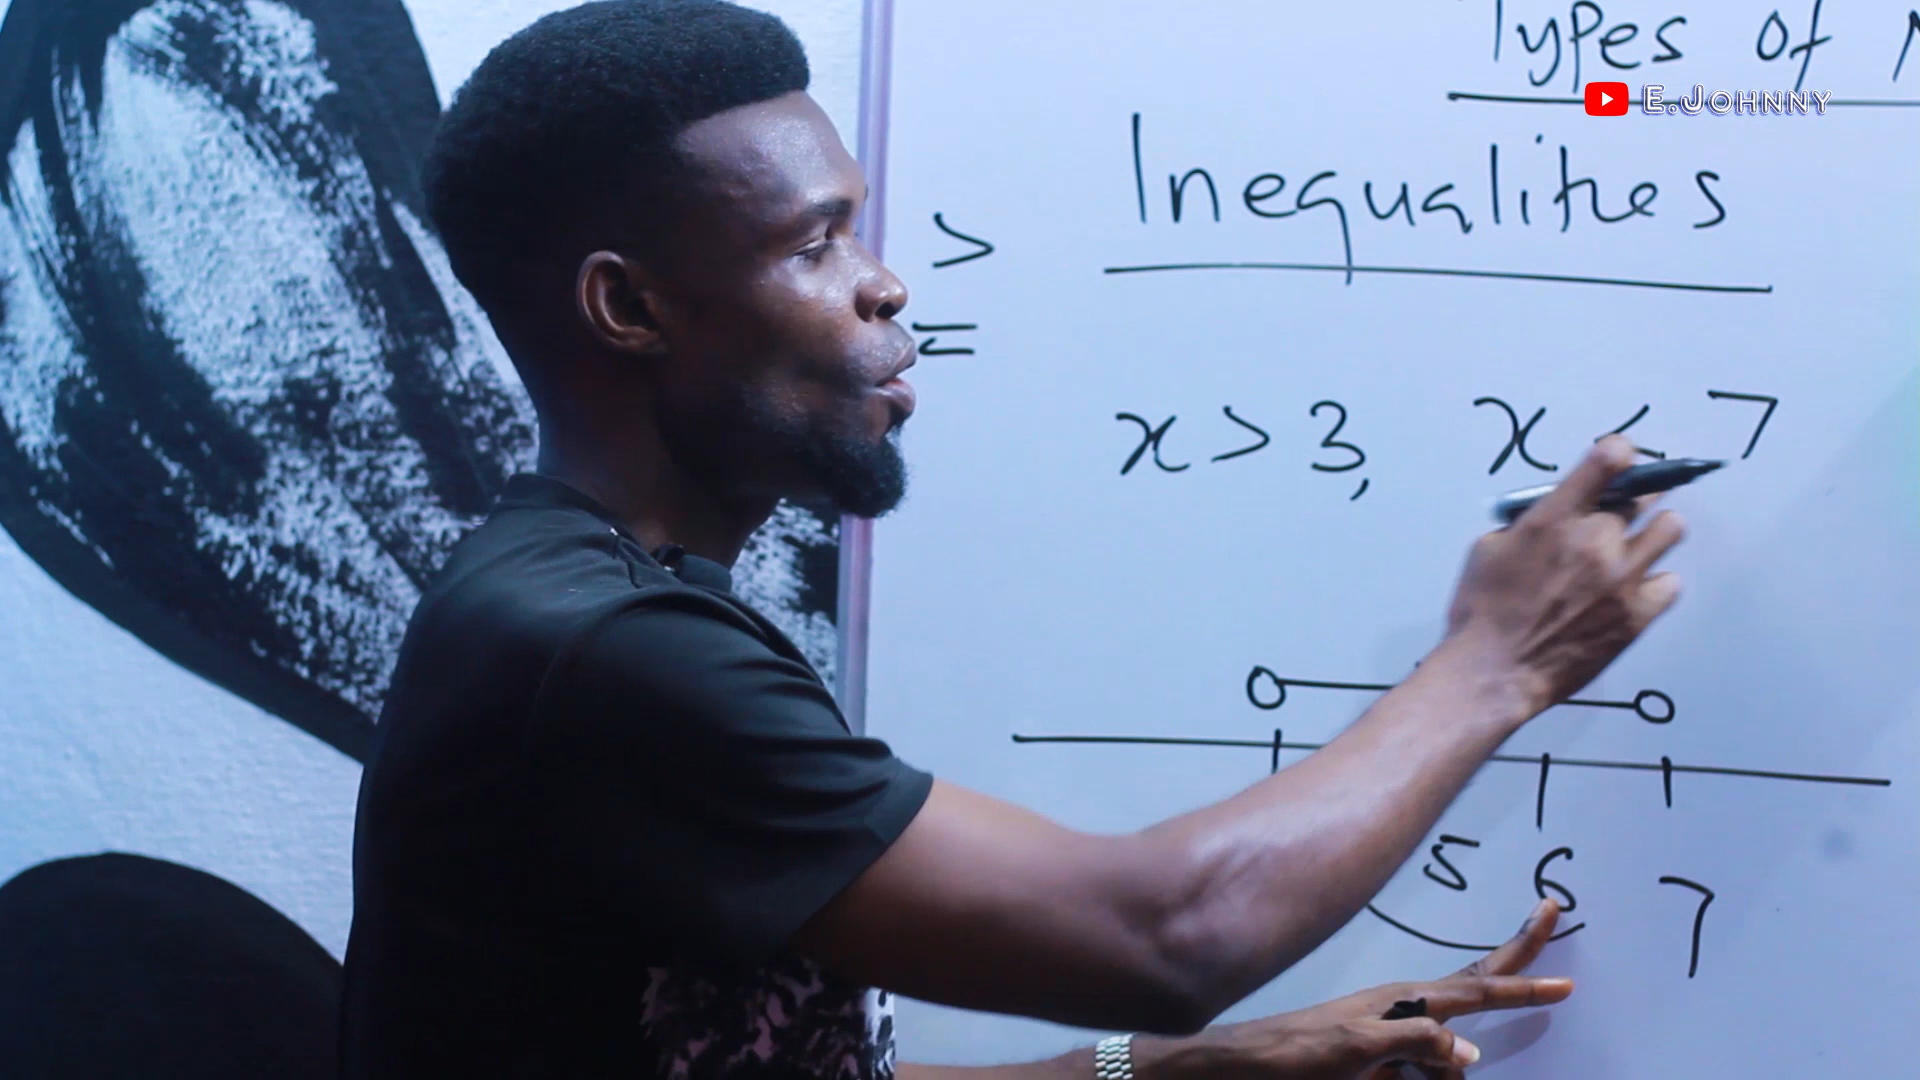 Types of
E.JOHNNY
Inequalities
>
=
x > 3, x < 7
5 6 7